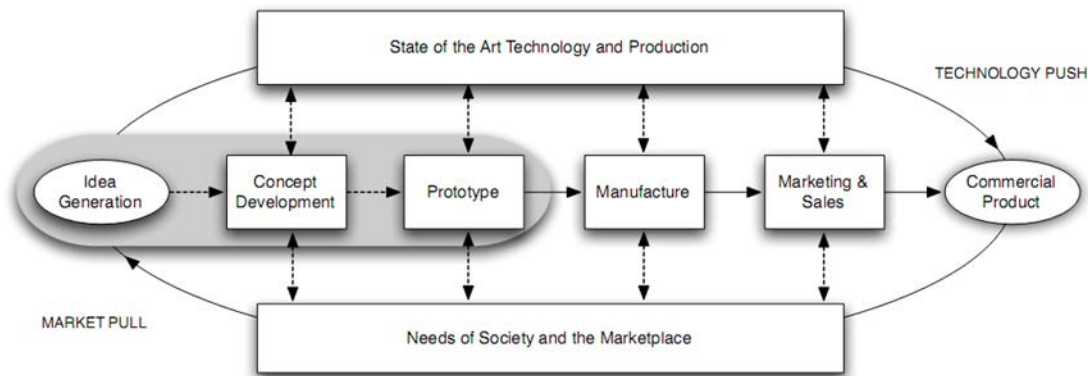 State of the Art Technology and Production
TECHNOLOGY PUSH
Idea
Generation
Concept
Development
Prototype
Manufacture
Marketing &
Sales
Commercial
Product
MARKET PULL
Needs of Society and the Marketplace